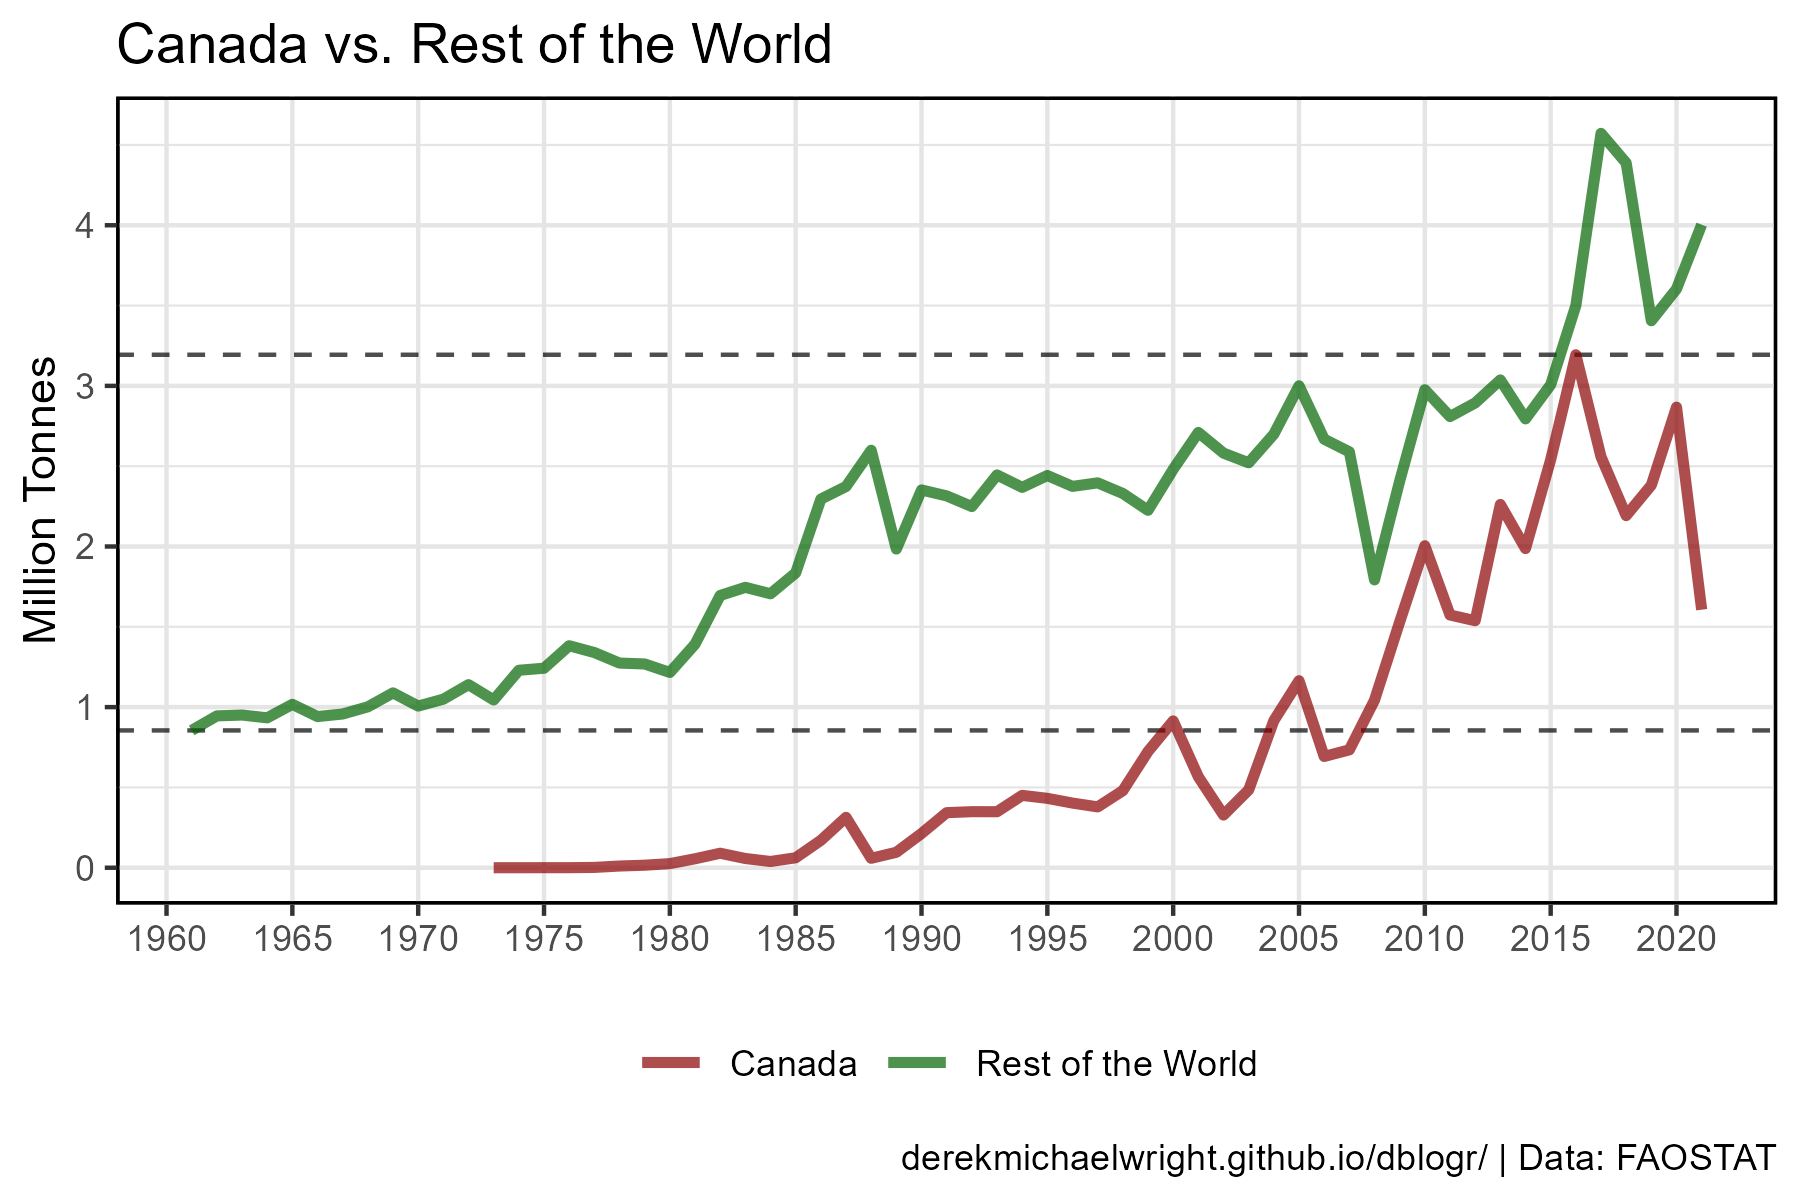 Canada vs. Rest of the World
Million Tonnes
4
3
2
1
0
1960 1965 1970 1975 1980 1985 1990 1995 2000 2005 2010 2015 2020
Canada Rest of the World
derekmichaelwright.github.io/dblogr/ | Data: FAOSTAT